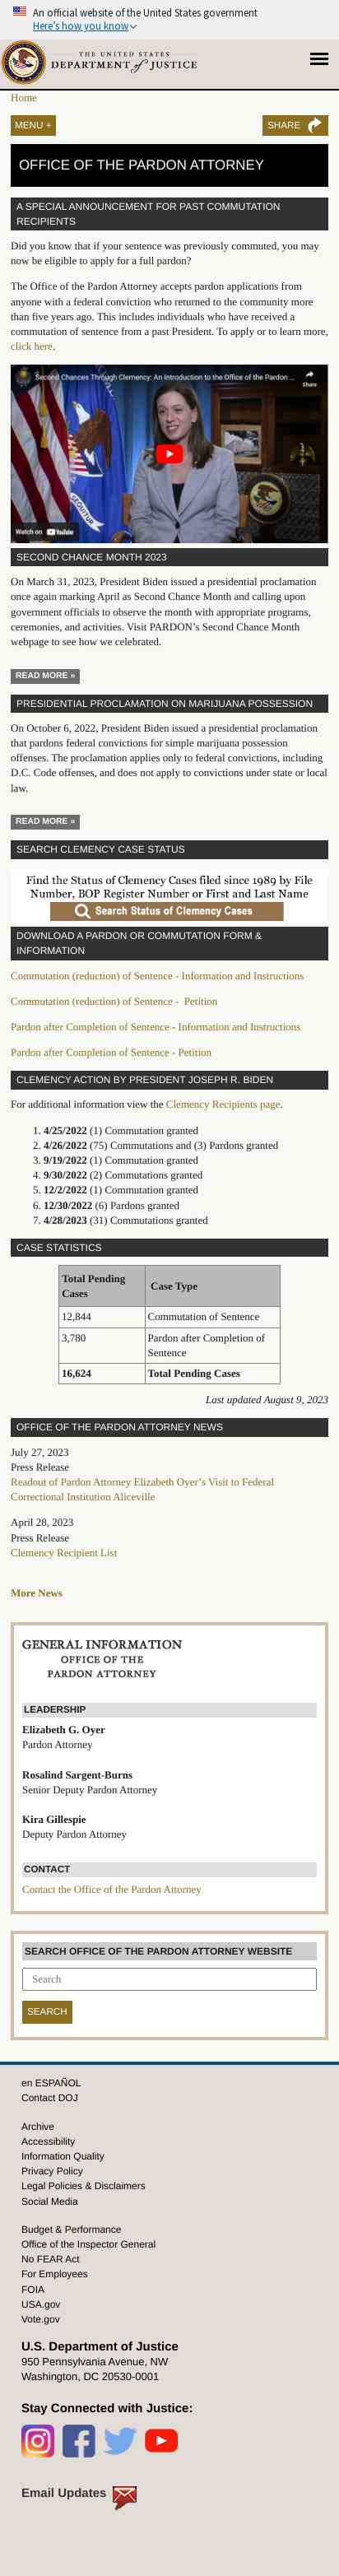 An official website of the United States government
Here's how you know
THE UNITED STATES
DEPARTMENT of JUSTICE
Home
MENU +
SHARE
OFFICE OF THE PARDON ATTORNEY
A SPECIAL ANNOUNCEMENT FOR PAST COMMUTATION
RECIPIENTS
Did you know that if your sentence was previously commuted, you may
now be eligible to apply for a full pardon?
The Office of the Pardon Attorney accepts pardon applications from
anyone with a federal conviction who returned to the community more
than five years ago. This includes individuals who have received a
commutation of sentence from a past President. To apply or to learn more,
click here.
Second Chances Through Clemency: An Introduction to the Office of the Pardon ...
Share
Watch on YouTube
SECOND CHANCE MONTH 2023
On March 31, 2023, President Biden issued a presidential proclamation
once again marking April as Second Chance Month and calling upon
government officials to observe the month with appropriate programs,
ceremonies, and activities. Visit PARDON’s Second Chance Month
webpage to see how we celebrated.
READ MORE »
PRESIDENTIAL PROCLAMATION ON MARIJUANA POSSESSION
On October 6, 2022, President Biden issued a presidential proclamation
that pardons federal convictions for simple marijuana possession
offenses. The proclamation applies only to federal convictions, including
D.C. Code offenses, and does not apply to convictions under state or local
law.
READ MORE »
SEARCH CLEMENCY CASE STATUS
Find the Status of Clemency Cases filed since 1989 by File
Number, BOP Register Number or First and Last Name
Search Status of Clemency Cases
DOWNLOAD A PARDON OR COMMUTATION FORM &
INFORMATION
Commutation (reduction) of Sentence - Information and Instructions
Commutation (reduction) of Sentence - Petition
Pardon after Completion of Sentence - Information and Instructions
Pardon after Completion of Sentence - Petition
CLEMENCY ACTION BY PRESIDENT JOSEPH R. BIDEN
For additional information view the Clemency Recipients page.
1. 4/25/2022 (1) Commutation granted
2. 4/26/2022 (75) Commutations and (3) Pardons granted
3. 9/19/2022 (1) Commutation granted
4. 9/30/2022 (2) Commutations granted
5. 12/2/2022 (1) Commutation granted
6. 12/30/2022 (6) Pardons granted
7. 4/28/2023 (31) Commutations granted
CASE STATISTICS
Total Pending
Cases
Case Type
12,844 Commutation of Sentence
3,780 Pardon after Completion of
Sentence
16,624 Total Pending Cases
Last updated August 9, 2023
OFFICE OF THE PARDON ATTORNEY NEWS
July 27, 2023
Press Release
Readout of Pardon Attorney Elizabeth Oyer’s Visit to Federal
Correctional Institution Aliceville
April 28, 2023
Press Release
Clemency Recipient List
More News
GENERAL INFORMATION
OFFICE OF THE
PARDON ATTORNEY
LEADERSHIP
Elizabeth G. Oyer
Pardon Attorney
Rosalind Sargent-Burns
Senior Deputy Pardon Attorney
Kira Gillespie
Deputy Pardon Attorney
CONTACT
Contact the Office of the Pardon Attorney
SEARCH OFFICE OF THE PARDON ATTORNEY WEBSITE
Search
SEARCH
en ESPAÑOL
Contact DOJ
Archive
Accessibility
Information Quality
Privacy Policy
Legal Policies & Disclaimers
Social Media
Budget & Performance
Office of the Inspector General
No FEAR Act
For Employees
FOIA
USA.gov
Vote.gov
U.S. Department of Justice
950 Pennsylvania Avenue, NW
Washington, DC 20530-0001
Stay Connected with Justice:
Email Updates